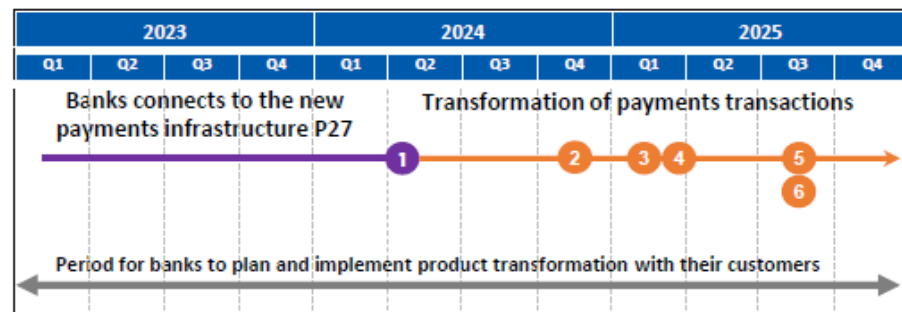 2023 2024 2025
Q1 Q2 Q3 Q4 Q1 Q2 Q3 Q4 Q1 Q2 Q3 Q4
Banks connects to the new
payments infrastructure P27
Transformation of payments transactions
1 2 3 4 5
6
Period for banks to plan and implement product transformation with their customers